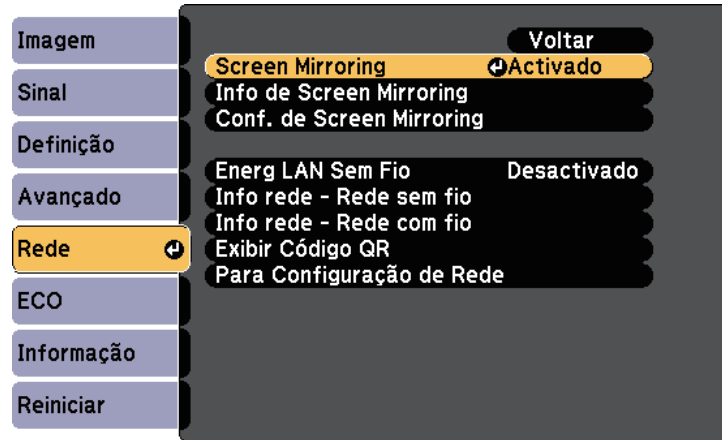 Imagem
Sinal
Definição
Avançado
Rede
ECO
Informação
Reiniciar
Voltar
Screen Mirroring Activado
Info de Screen Mirroring
Conf. de Screen Mirroring
Energ LAN Sem Fio Desactivado
Info rede - Rede sem fio
Info rede - Rede com fio
Exibir Código QR
Para Configuração de Rede